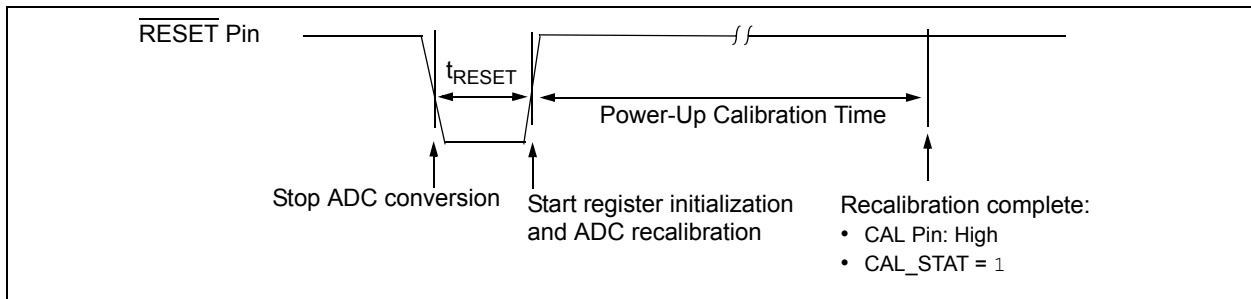 RESET Pin
tRESET
Power-Up Calibration Time
Stop ADC conversion
Start register initialization
and ADC recalibration
Recalibration complete:
• CAL Pin: High
• CAL_STAT = 1